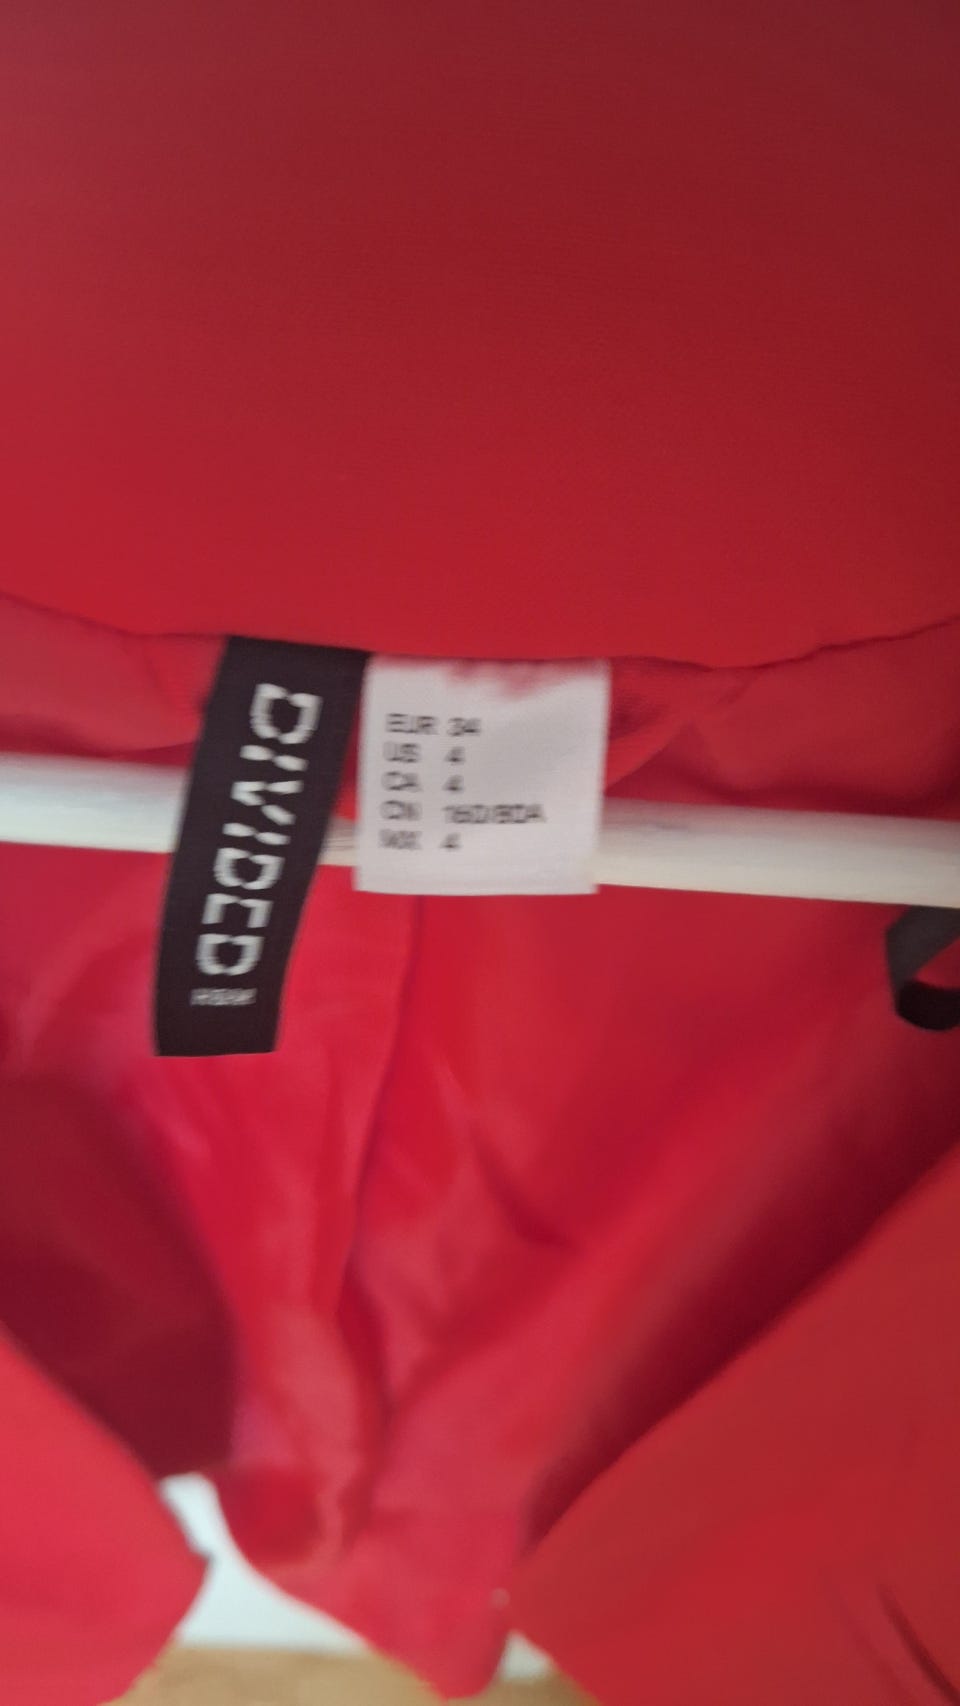 DIVIDED
H&M
EUR 34
US 4
CA 4
CN 160/80A
MX 4